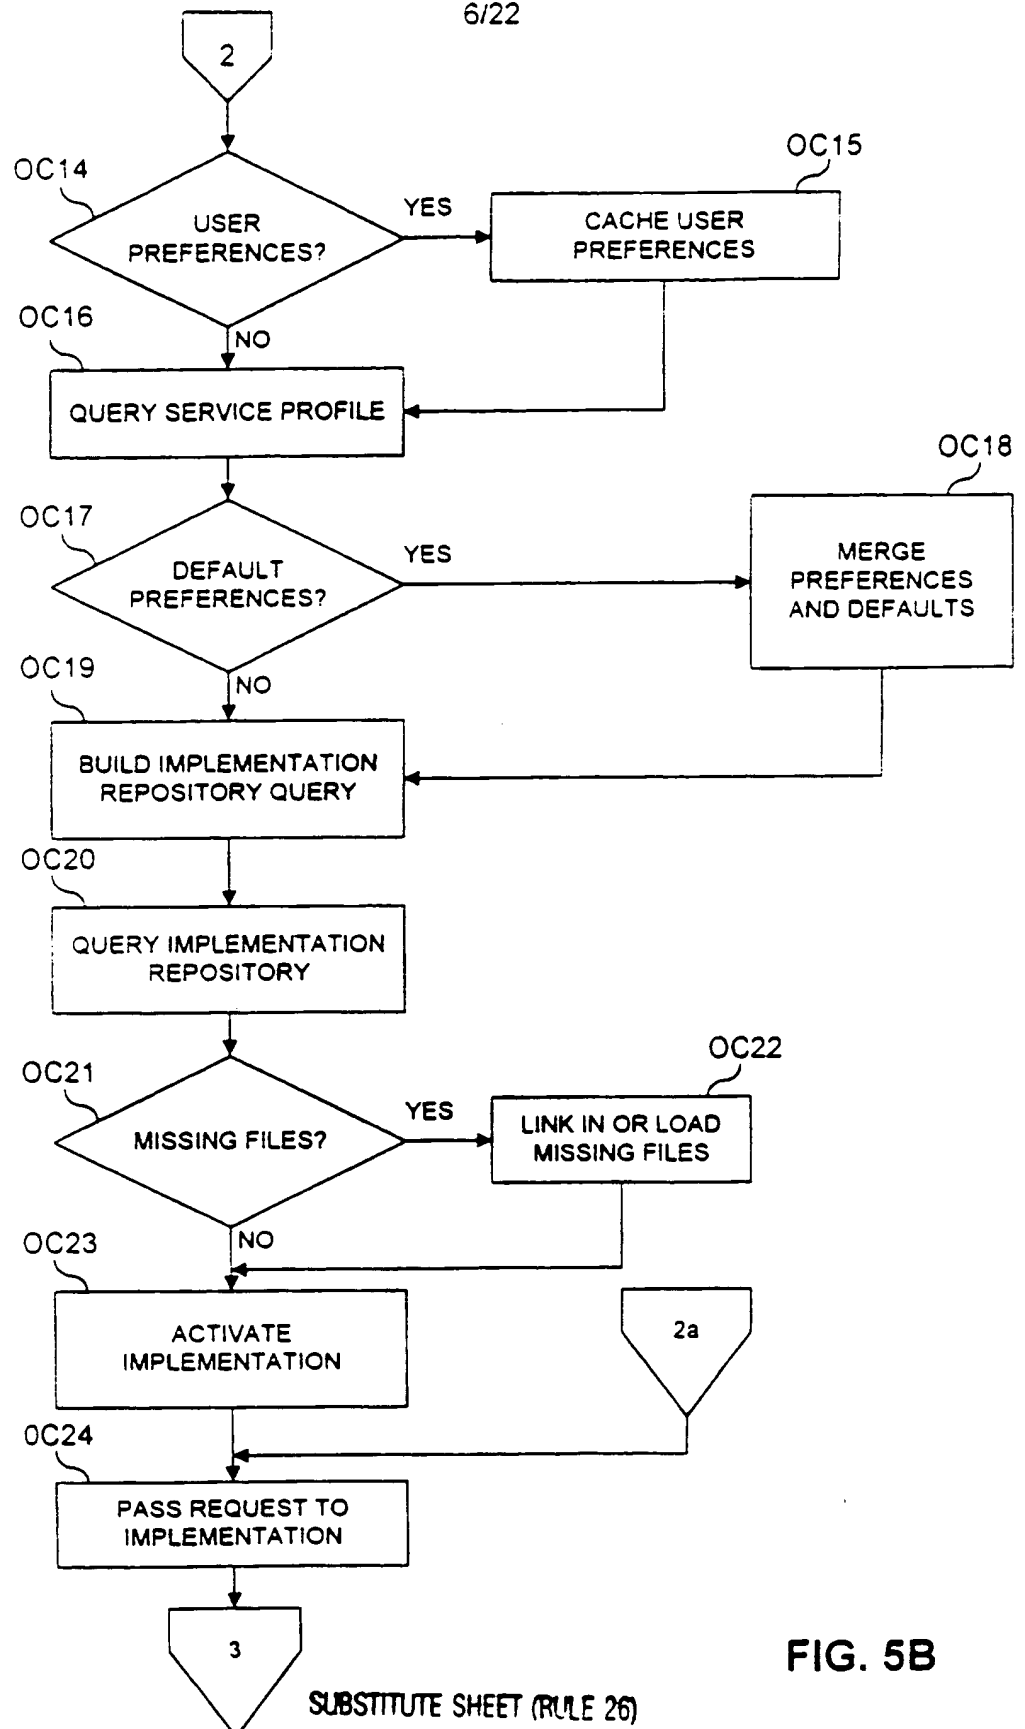 6/22
2
OC14
OC15
USER
PREFERENCES?
YES
CACHE USER
PREFERENCES
OC16
NO
QUERY SERVICE PROFILE
OC18
OC17
DEFAULT
PREFERENCES?
YES
MERGE
PREFERENCES
AND DEFAULTS
OC19
NO
BUILD IMPLEMENTATION
REPOSITORY QUERY
OC20
QUERY IMPLEMENTATION
REPOSITORY
OC22
OC21
MISSING FILES?
YES
LINK IN OR LOAD
MISSING FILES
OC23
NO
ACTIVATE
IMPLEMENTATION
2a
OC24
PASS REQUEST TO
IMPLEMENTATION
3
FIG. 5B
SUBSTITUTE SHEET (RULE 26)